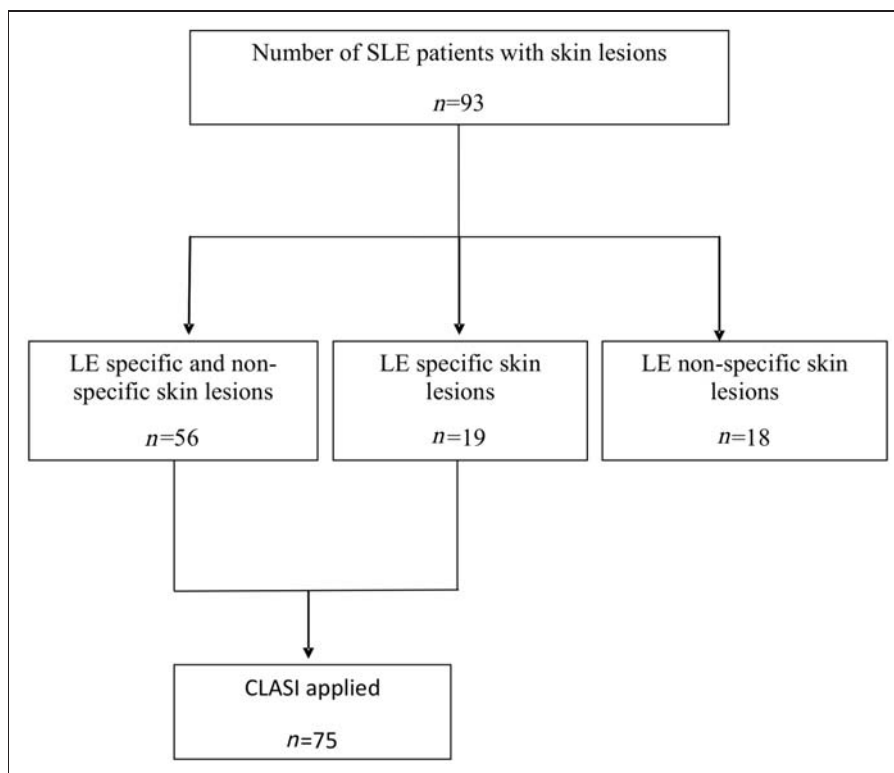 Number of SLE patients with skin lesions
n=93
LE specific and non-
specific skin lesions
n=56
LE specific skin
lesions
n=19
LE non-specific skin
lesions
n=18
CLASI applied
n=75